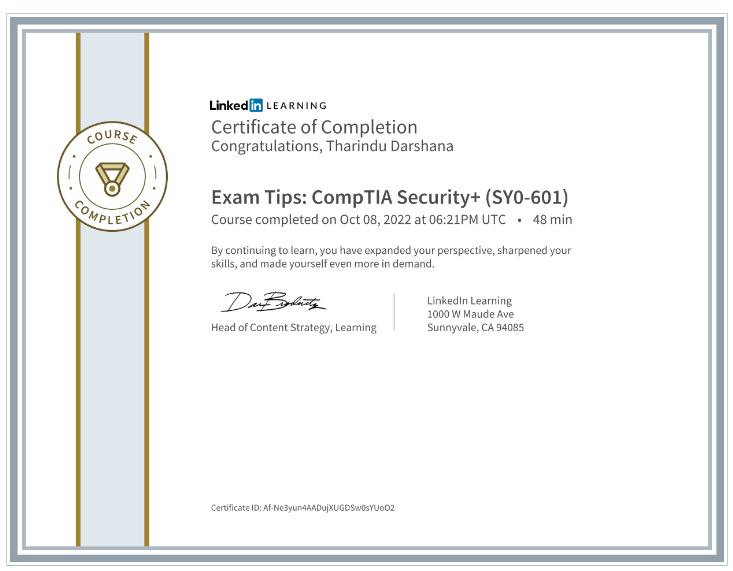 COURSE
COMPLETION
Linked in LEARNING
Certificate of Completion
Congratulations, Tharindu Darshana
Exam Tips: CompTIA Security+ (SY0-601)
Course completed on Oct 08, 2022 at 06:21PM UTC • 48 min
By continuing to learn, you have expanded your perspective, sharpened your
skills, and made yourself even more in demand.
Head of Content Strategy, Learning
LinkedIn Learning
1000 W Maude Ave
Sunnyvale, CA 94085
Certificate ID: Af-Ne3yun4AADujXUGDSw0sYUoO2